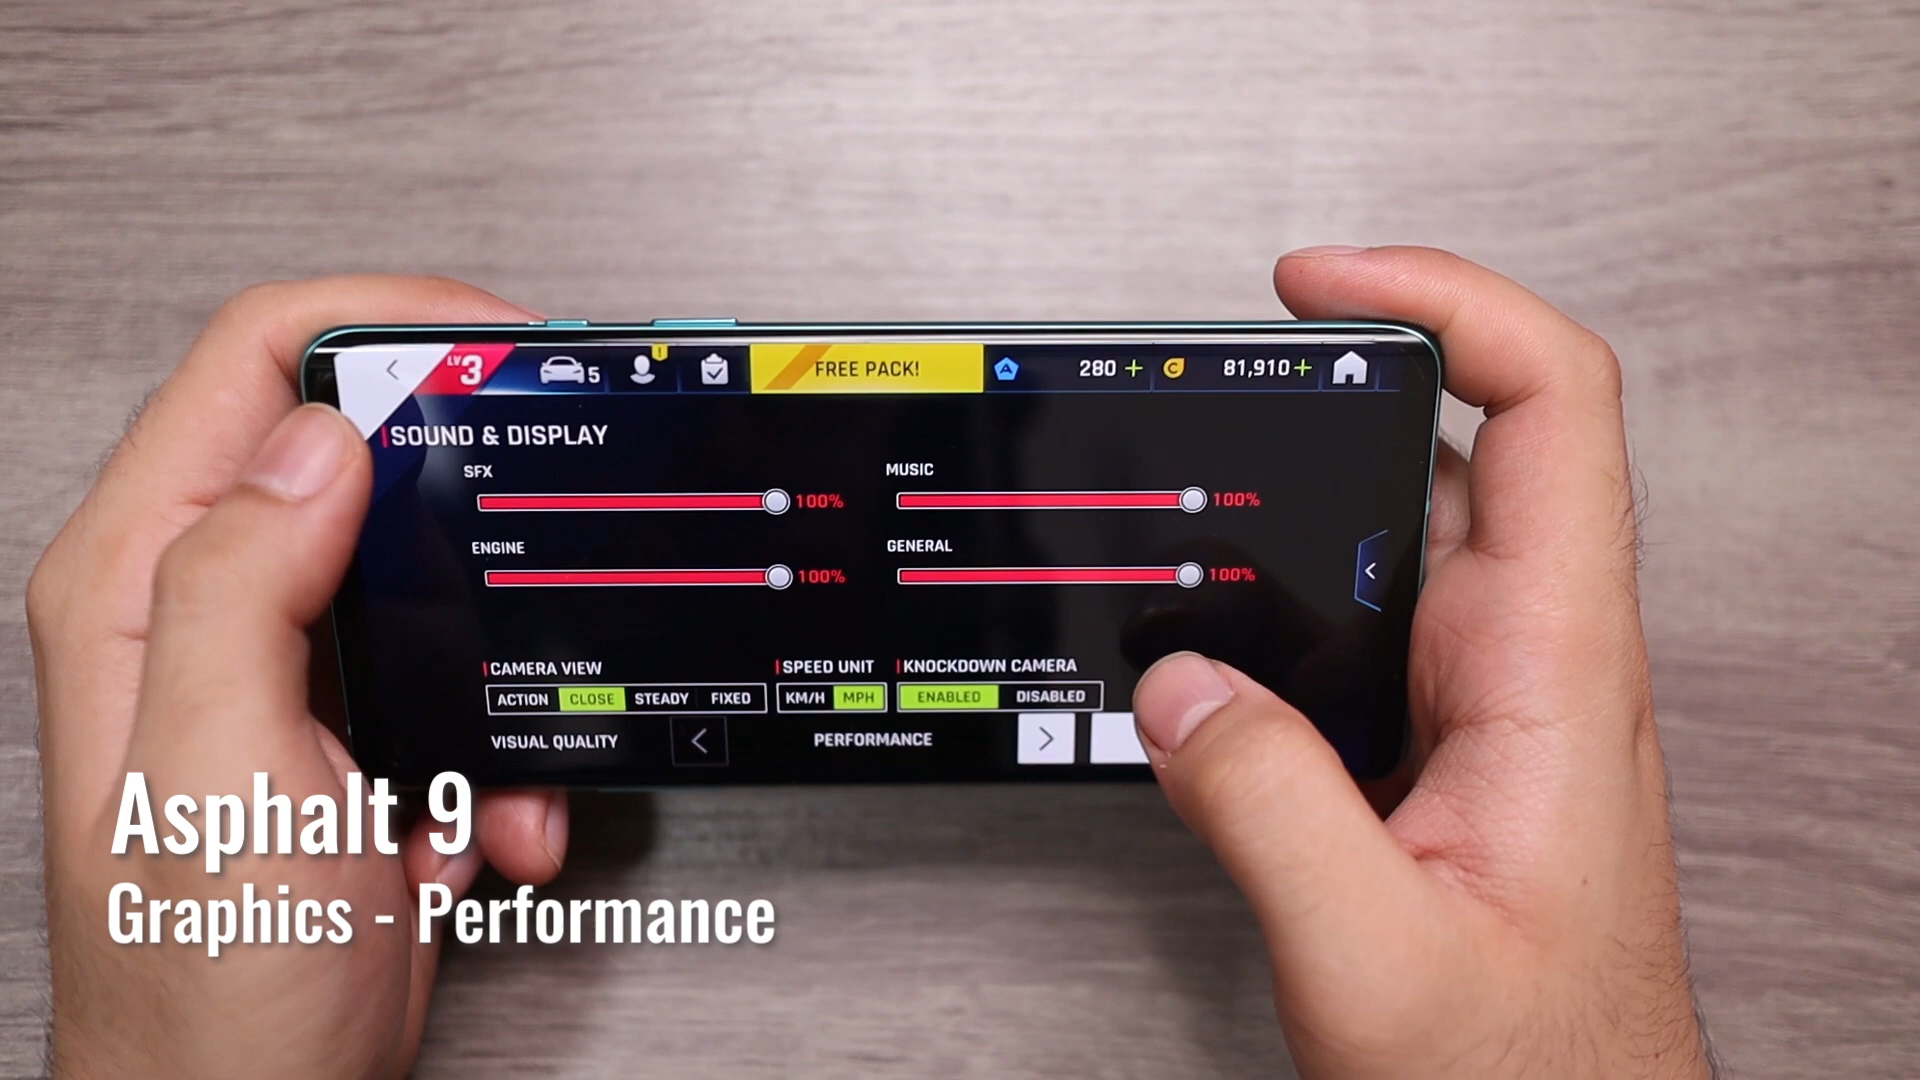 LV 3
5
!
FREE PACK!
A
280 +
C
81,910 +
SOUND & DISPLAY
SFX
100%
MUSIC
100%
ENGINE
100%
GENERAL
100%
CAMERA VIEW
SPEED UNIT
KNOCKDOWN CAMERA
ACTION CLOSE STEADY FIXED
KM/H MPH
ENABLED DISABLED
VISUAL QUALITY
< PERFORMANCE >
Asphalt 9
Graphics - Performance